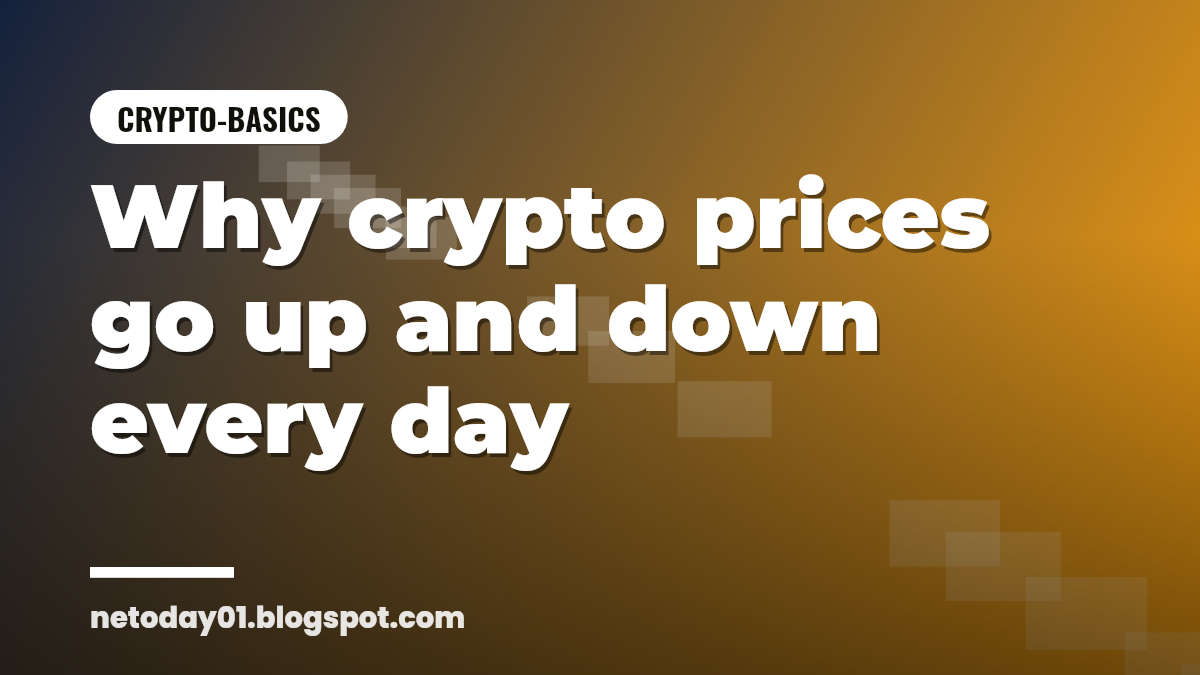 CRYPTO-BASICS
Why crypto prices
go up and down
every day
netoday01.blogspot.com